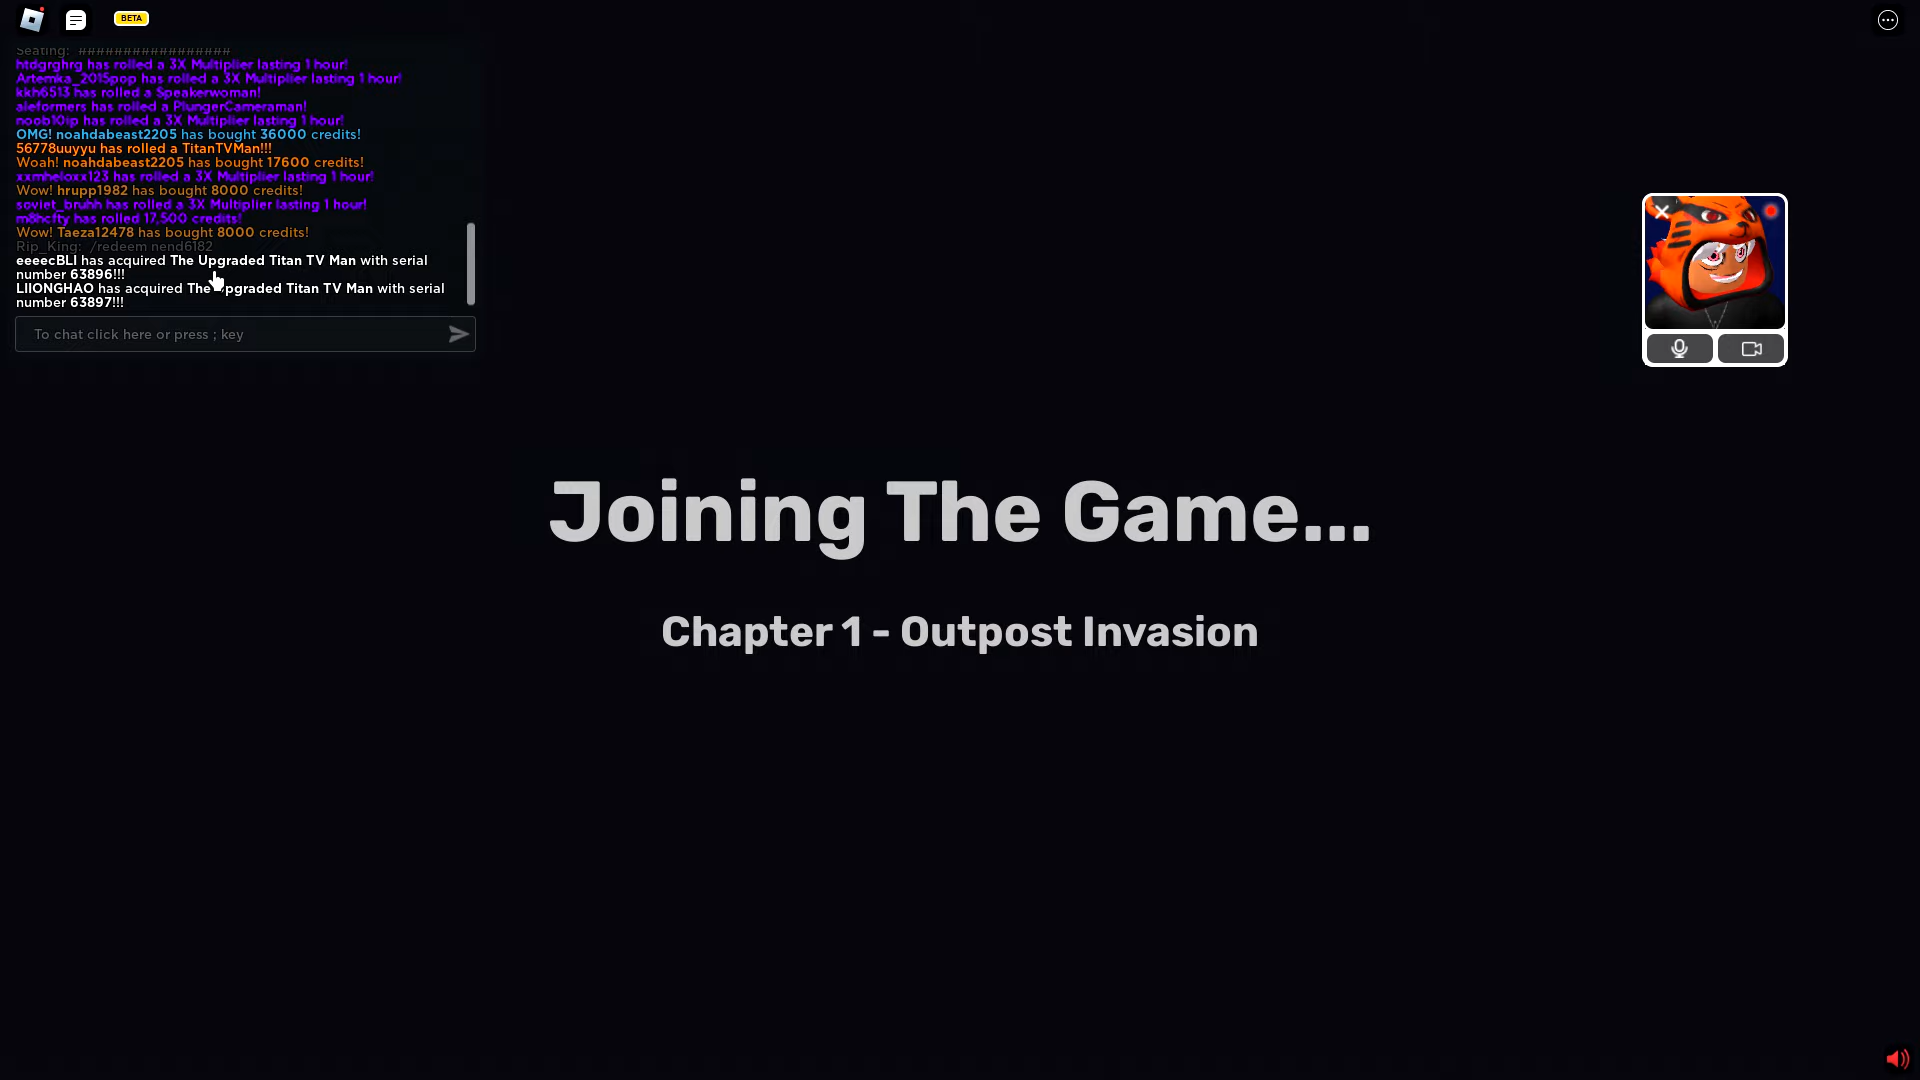 BETA
Seating: #################
htdgrghrg has rolled a 3X Multiplier lasting 1 hour!
Artemka_2015pop has rolled a 3X Multiplier lasting 1 hour!
kkh6513 has rolled a Speakerwoman!
aleformers has rolled a PlungerCameraman!
noob10ip has rolled a 3X Multiplier lasting 1 hour!
OMG! noahdabeast2205 has bought 36000 credits!
56778uuyyu has rolled a TitanTVMan!!!
Woah! noahdabeast2205 has bought 17600 credits!
xxmheloxx123 has rolled a 3X Multiplier lasting 1 hour!
Wow! hrupp1982 has bought 8000 credits!
soviet_bruhh has rolled a 3X Multiplier lasting 1 hour!
m8hcfty has rolled 17,500 credits!
Wow! Taeza12478 has bought 8000 credits!
Rip_King: /redeem nend6182
eeeecBLI has acquired The Upgraded Titan TV Man with serial
number 63896!!!
LIIONGHAO has acquired The Upgraded Titan TV Man with serial
number 63897!!!
To chat click here or press ; key
Joining The Game...
Chapter 1 - Outpost Invasion